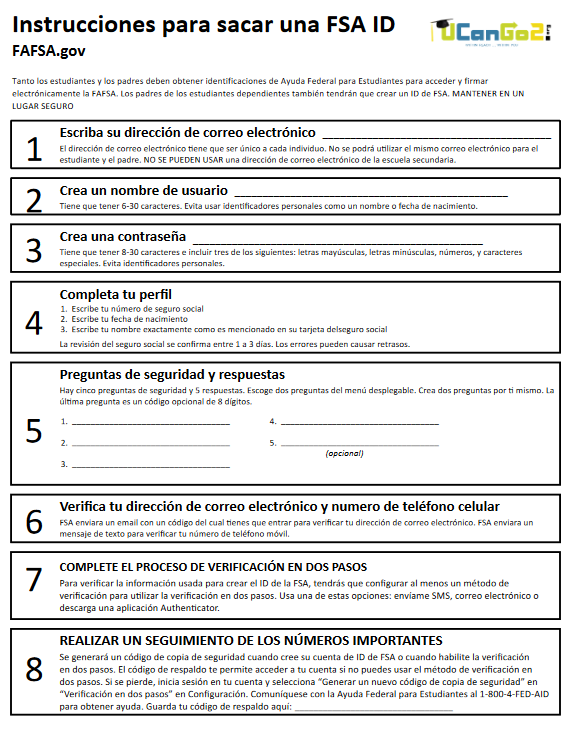 Instrucciones para sacar una FSA ID
FAFSA.gov
UCanGo2
Tanto los estudiantes y los padres deben obtener identificaciones de Ayuda Federal para Estudiantes para acceder y firmar
electrónicamente la FAFSA. Los padres de los estudiantes dependientes también tendrán que crear un ID de FSA. MANTENER EN UN
LUGAR SEGURO
1
Escriba su dirección de correo electrónico ________________________________
El dirección de correo electrónico tiene que ser único a cada individuo. No se podrá utilizar el mismo correo electrónico para el
estudiante y el padre. NO SE PUEDEN USAR una dirección de correo electrónico de la escuela secundaria.
2
Crea un nombre de usuario ______________________________________
Tiene que tener 6-30 caracteres. Evita usar identificadores personales como un nombre o fecha de nacimiento.
3
Crea una contraseña ________________________________________
Tiene que tener 8-30 caracteres e incluir tres de los siguientes: letras mayúsculas, letras minúsculas, números, y caracteres
especiales. Evita identificadores personales.
4
Completa tu perfil
1. Escribe tu número de seguro social
2. Escribe tu fecha de nacimiento
3. Escribe tu nombre exactamente como es mencionado en su tarjeta delseguro social
La revisión del seguro social se confirma entre 1 a 3 días. Los errores pueden causar retrasos.
5
Preguntas de seguridad y respuestas
Hay cinco preguntas de seguridad y 5 respuestas. Escoge dos preguntas del menú desplegable. Crea dos preguntas por ti mismo. La
última pregunta es un código opcional de 8 dígitos.
1. ________________________________ 4. ________________________________
2. ________________________________ 5. ________________________________
(opcional)
3. ________________________________
6
Verifica tu dirección de correo electrónico y numero de teléfono celular
FSA enviara un email con un código del cual tienes que entrar para verificar tu dirección de correo electrónico. FSA enviara un
mensaje de texto para verificar tu número de teléfono móvil.
7
COMPLETE EL PROCESO DE VERIFICACIÓN EN DOS PASOS
Para verificar la información usada para crear el ID de la FSA, tendrás que configurar al menos un método de
verificación para utilizar la verificación en dos pasos. Usa una de estas opciones: envíame SMS, correo electrónico o
descarga una aplicación Authenticator.
8
REALIZAR UN SEGUIMIENTO DE LOS NÚMEROS IMPORTANTES
Se generará un código de copia de seguridad cuando cree su cuenta de ID de FSA o cuando habilite la verificación
en dos pasos. El código de respaldo te permite acceder a tu cuenta si no puedes usar el método de verificación en
dos pasos. Si se pierde, inicia sesión en tu cuenta y selecciona “Generar un nuevo código de copia de seguridad” en
“Verificación en dos pasos” en Configuración. Comuníquese con la Ayuda Federal para Estudiantes al 1-800-4-FED-AID
para obtener ayuda. Guarda tu código de respaldo aquí: ______________________________